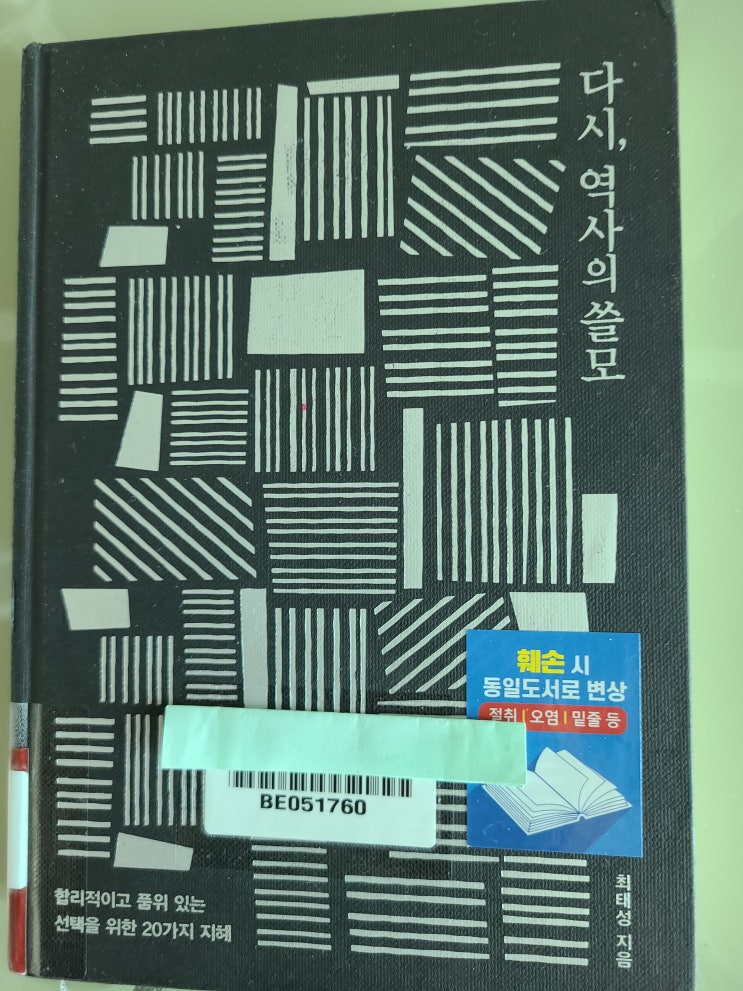 다시, 역사의 쓸모
훼손 시
동일도서로 변상
절취 | 오염 | 밑줄 등
BE051760
합리적이고 품위 있는
선택을 위한 20가지 지혜
최태성 지음